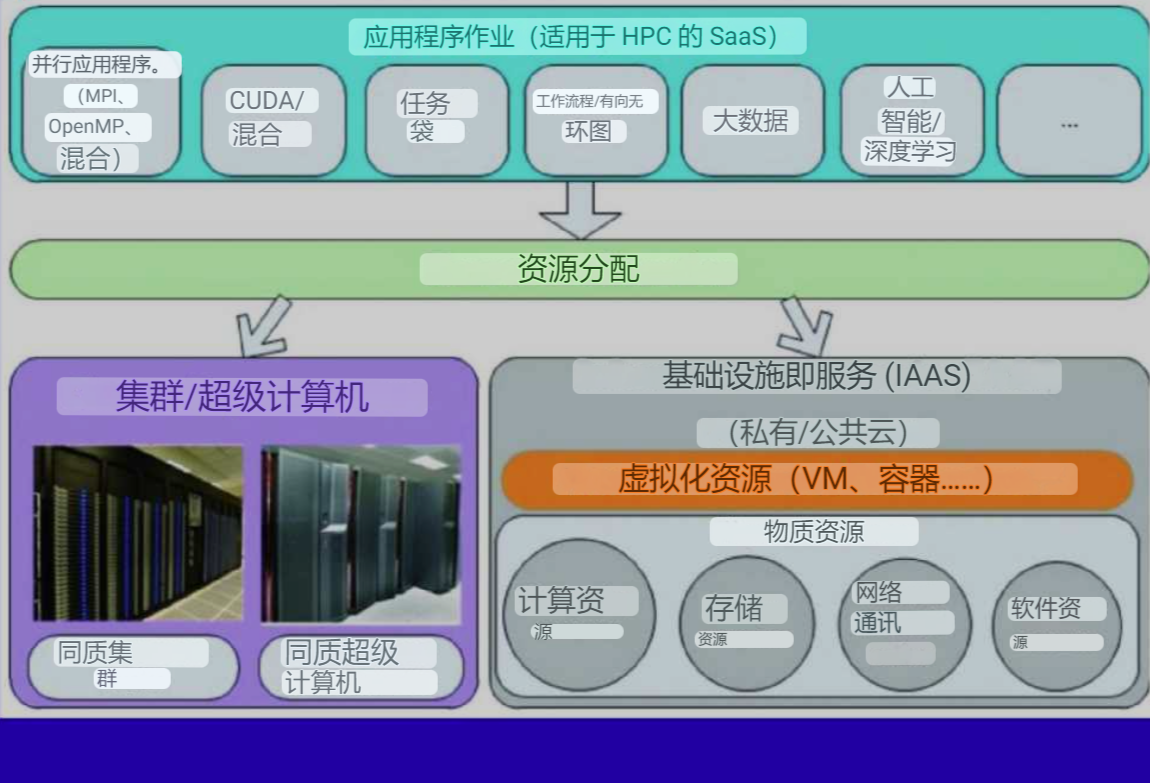 应用程序作业（适用于 HPC 的 SaaS）
并行应用程序。
（MPI、
OpenMP、
混合）
CUDA/
混合
任务
袋
工作流程/有向无
环图
大数据
人工
智能/
深度学习
...
资源分配
集群/超级计算机
同质集
群
同质超级
计算机
基础设施即服务 (IAAS)
（私有/公共云）
虚拟化资源（VM、容器……）
物质资源
计算资
源
存储
资源
网络
通讯
软件资
源